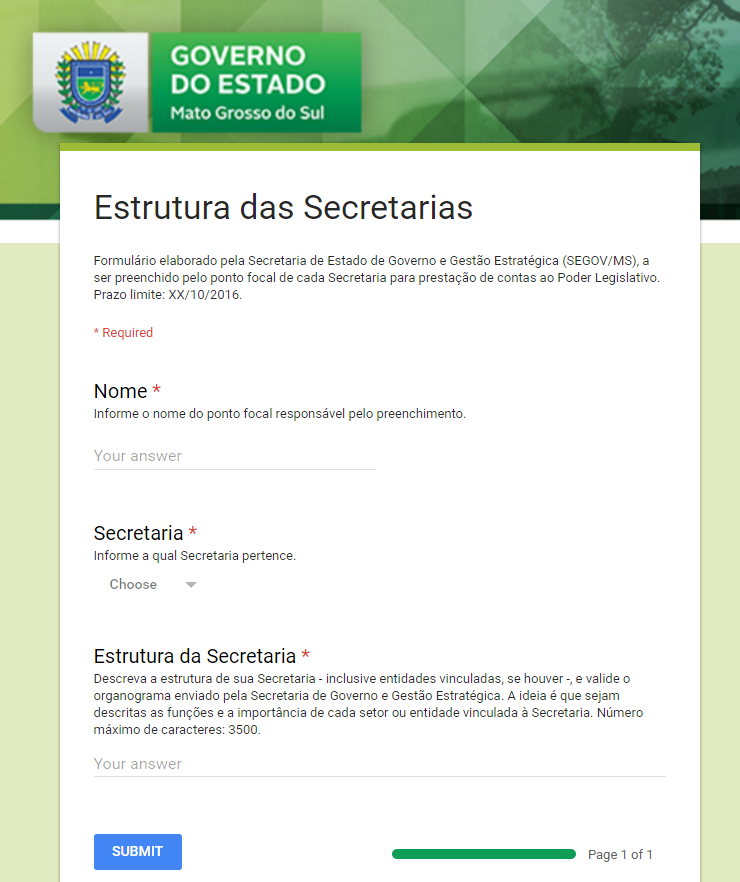 GOVERNO
DO ESTADO
Mato Grosso do Sul
Estrutura das Secretarias
Formulário elaborado pela Secretaria de Estado de Governo e Gestão Estratégica (SEGOV/MS), a
ser preenchido pelo ponto focal de cada Secretaria para prestação de contas ao Poder Legislativo.
Prazo limite: XX/10/2016.
* Required
Nome *
Informe o nome do ponto focal responsável pelo preenchimento.
Your answer
Secretaria *
Informe a qual Secretaria pertence.
Choose
Estrutura da Secretaria *
Descreva a estrutura de sua Secretaria - inclusive entidades vinculadas, se houver -, e valide o
organograma enviado pela Secretaria de Governo e Gestão Estratégica. A ideia é que sejam
descritas as funções e a importância de cada setor ou entidade vinculada à Secretaria. Número
máximo de caracteres: 3500.
Your answer
SUBMIT
Page 1 of 1